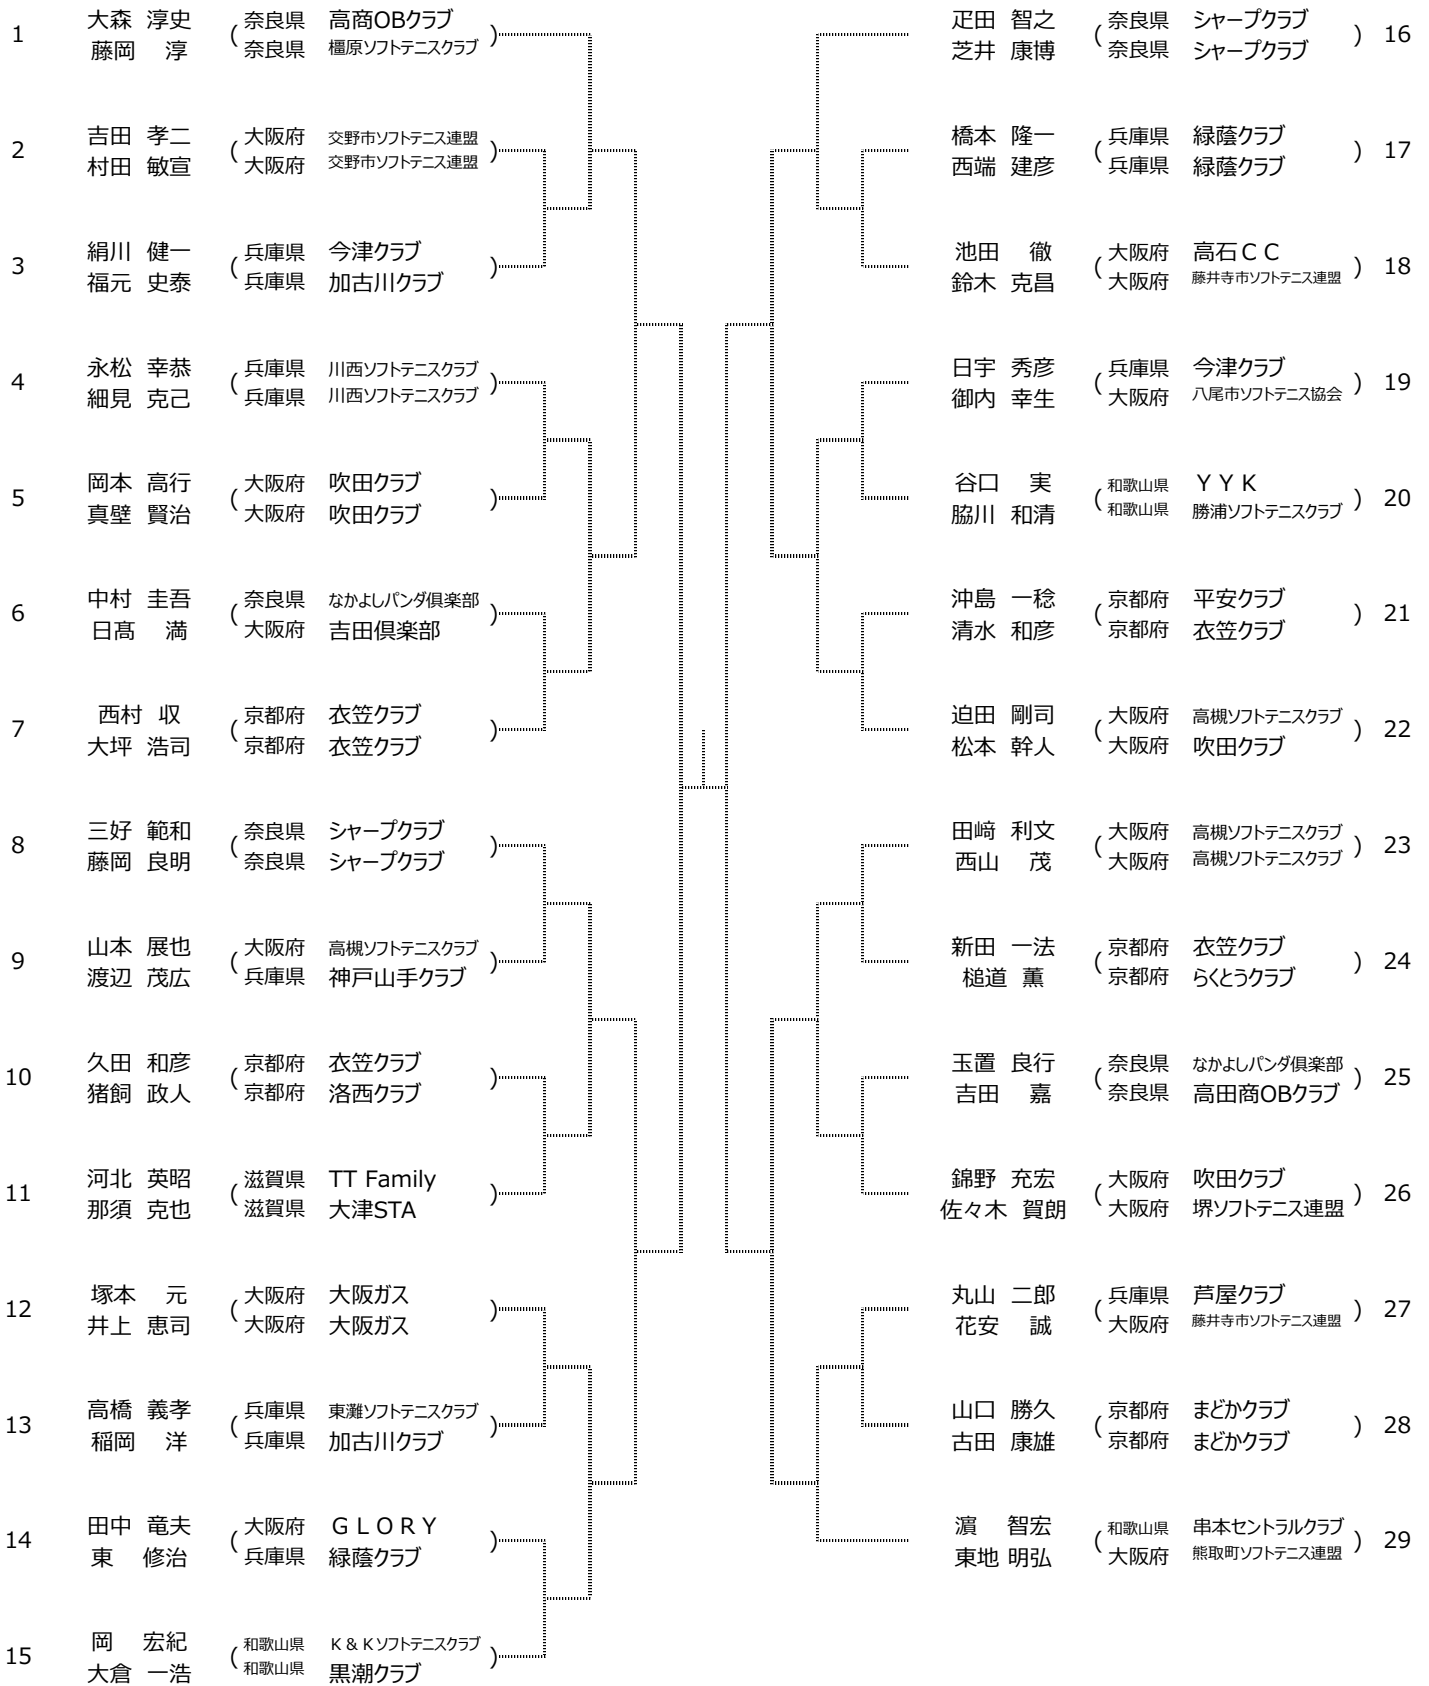 1 大森 淳史 ( 奈良県 高商OBクラブ )
藤岡 淳 奈良県 橿原ソフトテニスクラブ
2 吉田 孝二 ( 大阪府 交野市ソフトテニス連盟 )
村田 敏宣 大阪府 交野市ソフトテニス連盟
3 絹川 健一 ( 兵庫県 今津クラブ )
福元 史泰 兵庫県 加古川クラブ
4 永松 幸恭 ( 兵庫県 川西ソフトテニスクラブ )
細見 克己 兵庫県 川西ソフトテニスクラブ
5 岡本 高行 ( 大阪府 吹田クラブ )
真壁 賢治 大阪府 吹田クラブ
6 中村 圭吾 ( 奈良県 なかよしパンダ倶楽部 )
日髙 満 大阪府 吉田倶楽部
7 西村 収 ( 京都府 衣笠クラブ )
大坪 浩司 京都府 衣笠クラブ
8 三好 範和 ( 奈良県 シャープクラブ )
藤岡 良明 奈良県 シャープクラブ
9 山本 展也 ( 大阪府 高槻ソフトテニスクラブ )
渡辺 茂広 兵庫県 神戸山手クラブ
10 久田 和彦 ( 京都府 衣笠クラブ )
猪飼 政人 京都府 洛西クラブ
11 河北 英昭 ( 滋賀県 TT Family )
那須 克也 滋賀県 大津STA
12 塚本 元 ( 大阪府 大阪ガス )
井上 恵司 大阪府 大阪ガス
13 高橋 義孝 ( 兵庫県 東灘ソフトテニスクラブ )
稲岡 洋 兵庫県 加古川クラブ
14 田中 竜夫 ( 大阪府 ＧＬＯＲＹ )
東 修治 兵庫県 緑蔭クラブ
15 岡 宏紀 ( 和歌山県 Ｋ＆Ｋソフトテニスクラブ )
大倉 一浩 和歌山県 黒潮クラブ
疋田 智之 ( 奈良県 シャープクラブ ) 16
芝井 康博 奈良県 シャープクラブ
橋本 隆一 ( 兵庫県 緑蔭クラブ ) 17
西端 建彦 兵庫県 緑蔭クラブ
池田 徹 ( 大阪府 高石ＣＣ ) 18
鈴木 克昌 大阪府 藤井寺市ソフトテニス連盟
日宇 秀彦 ( 兵庫県 今津クラブ ) 19
御内 幸生 大阪府 八尾市ソフトテニス協会
谷口 実 ( 和歌山県 ＹＹＫ ) 20
脇川 和清 和歌山県 勝浦ソフトテニスクラブ
沖島 一稔 ( 京都府 平安クラブ ) 21
清水 和彦 京都府 衣笠クラブ
迫田 剛司 ( 大阪府 高槻ソフトテニスクラブ ) 22
松本 幹人 大阪府 吹田クラブ
田﨑 利文 ( 大阪府 高槻ソフトテニスクラブ ) 23
西山 茂 大阪府 高槻ソフトテニスクラブ
新田 一法 ( 京都府 衣笠クラブ ) 24
槌道 薫 京都府 らくとうクラブ
玉置 良行 ( 奈良県 なかよしパンダ倶楽部 ) 25
吉田 嘉 奈良県 高田商OBクラブ
錦野 充宏 ( 大阪府 吹田クラブ ) 26
佐々木 賀朗 大阪府 堺ソフトテニス連盟
丸山 二郎 ( 兵庫県 芦屋クラブ ) 27
花安 誠 大阪府 藤井寺市ソフトテニス連盟
山口 勝久 ( 京都府 まどかクラブ ) 28
古田 康雄 京都府 まどかクラブ
濵 智宏 ( 和歌山県 串本セントラルクラブ ) 29
東地 明弘 大阪府 熊取町ソフトテニス連盟